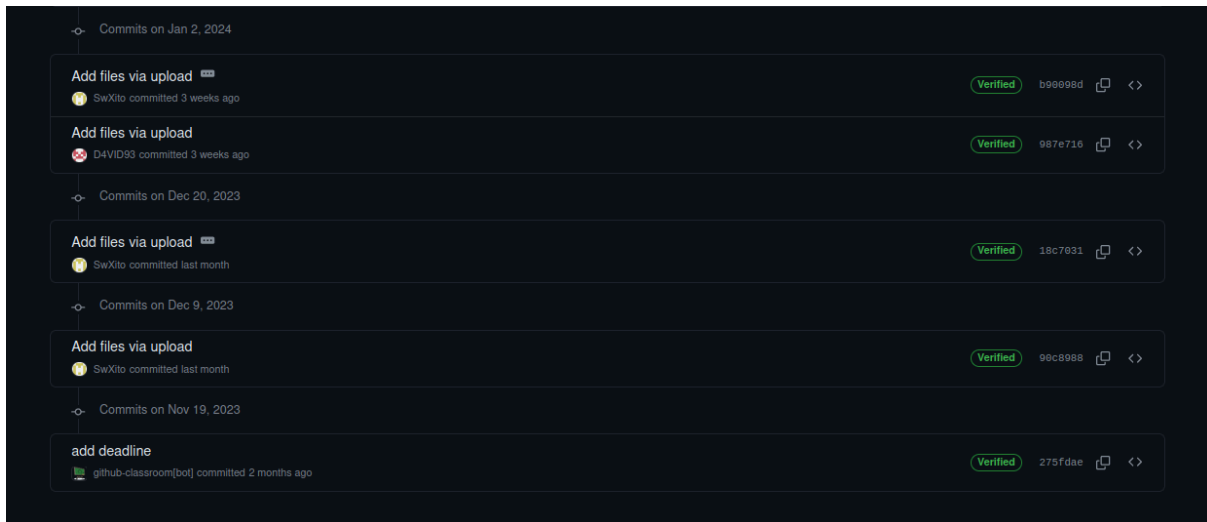 Commits on Jan 2, 2024
Add files via upload
Verified b90098d
SwXito committed 3 weeks ago
Add files via upload
Verified 987e716
D4VID93 committed 3 weeks ago
Commits on Dec 20, 2023
Add files via upload
Verified 18c7031
SwXito committed last month
Commits on Dec 9, 2023
Add files via upload
Verified 90c8988
SwXito committed last month
Commits on Nov 19, 2023
add deadline
Verified 275fdae
github-classroom[bot] committed 2 months ago